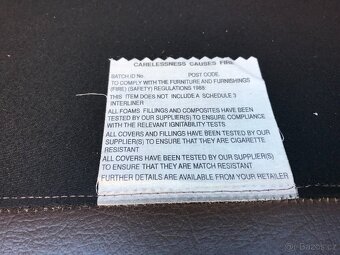 CARELESSNESS CAUSES FIRE
BATCH ID No. POST CODE.
TO COMPLY WITH THE FURNITURE AND FURNISHINGS
(FIRE) (SAFETY) REGULATIONS 1988:
THIS ITEM DOES NOT INCLUDE A SCHEDULE 3
INTERLINER
ALL FOAMS, FILLINGS AND COMPOSITES HAVE BEEN
TESTED BY OUR SUPPLIER(S) TO ENSURE COMPLIANCE
WITH THE RELEVANT IGNITABILITY TESTS
ALL COVERS AND FILLINGS HAVE BEEN TESTED BY OUR
SUPPLIER(S) TO ENSURE THAT THEY ARE CIGARETTE
RESISTANT
ALL COVERS HAVE BEEN TESTED BY OUR SUPPLIER(S)
TO ENSURE THAT THEY ARE MATCH RESISTANT
FURTHER DETAILS ARE AVAILABLE FROM YOUR RETAILER